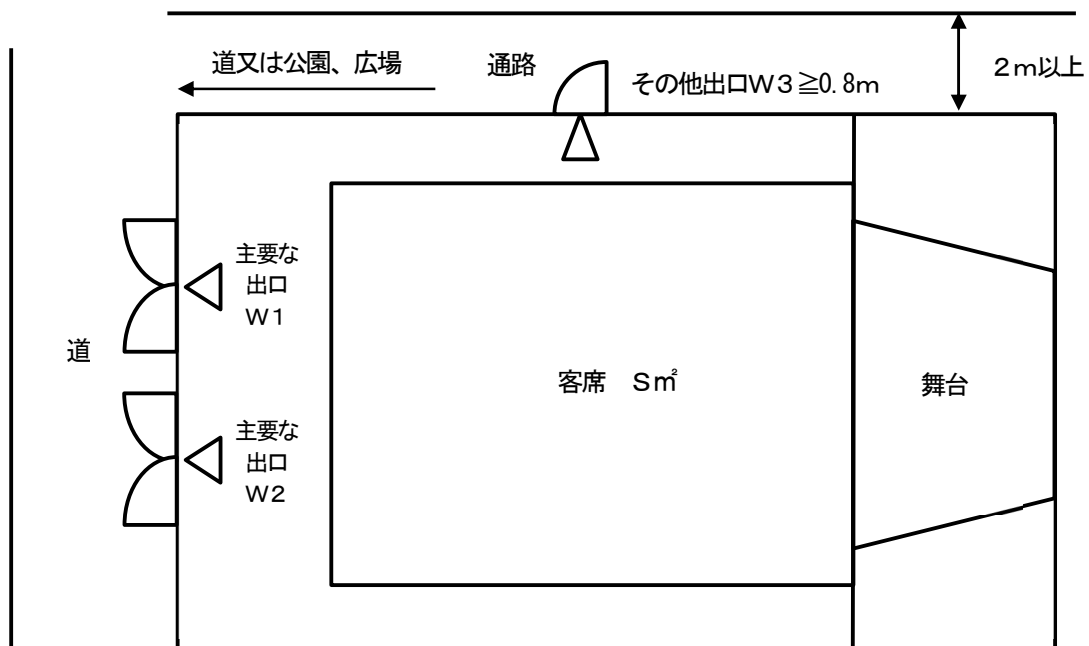 道又は公園、広場
通路
その他出口W3≧0.8m
2m以上
主要な
出口
W1
道
客席 S㎡
舞台
主要な
出口
W2